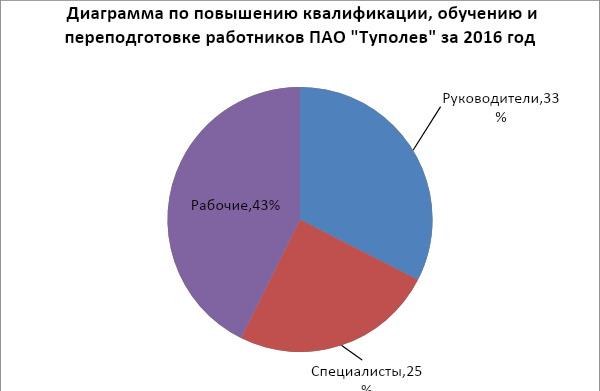 Диаграмма по повышению квалификации, обучению и
переподготовке работников ПАО "Туполев" за 2016 год
Руководители,33
%
Рабочие,43%
Специалисты,25
%